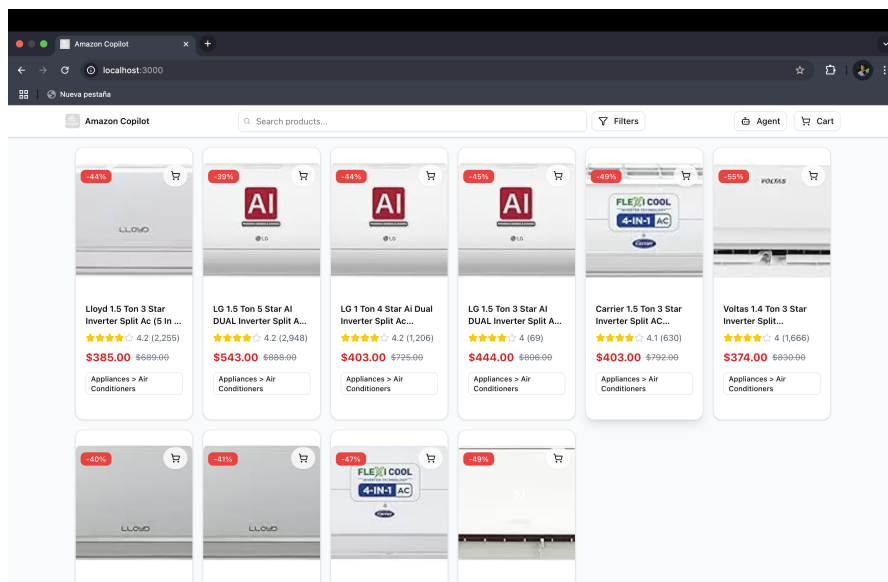 Amazon Copilot
localhost:3000
Nueva pestaña
Amazon Copilot
Search products...
Filters
Agent
Cart
-44%
LLOYD
Lloyd 1.5 Ton 3 Star
Inverter Split Ac (5 In ...
4.2 (2,255)
$385.00 $689.00
Appliances > Air
Conditioners
-39%
AI
LG
LG 1.5 Ton 5 Star AI
DUAL Inverter Split A...
4.2 (2,948)
$543.00 $888.00
Appliances > Air
Conditioners
-44%
AI
LG
LG 1 Ton 4 Star Ai Dual
Inverter Split Ac...
4.2 (1,206)
$403.00 $725.00
Appliances > Air
Conditioners
-45%
AI
LG
LG 1.5 Ton 3 Star AI
DUAL Inverter Split A...
4 (69)
$444.00 $806.00
Appliances > Air
Conditioners
-49%
FLEXI COOL
INVERTER TECHNOLOGY
4-IN-1 AC
Carrier
Carrier 1.5 Ton 3 Star
Inverter Split AC...
4.1 (630)
$403.00 $792.00
Appliances > Air
Conditioners
-55%
VOLTAS
Voltas 1.4 Ton 3 Star
Inverter Split...
4 (1,666)
$374.00 $830.00
Appliances > Air
Conditioners
-40%
LLOYD
-41%
LLOYD
-47%
FLEXI COOL
4-IN-1 AC
Carrier
-49%